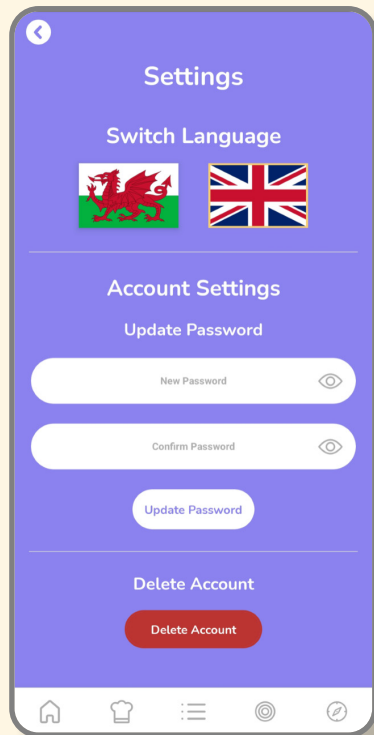 Settings
Switch Language
Account Settings
Update Password
New Password
Confirm Password
Update Password
Delete Account
Delete Account